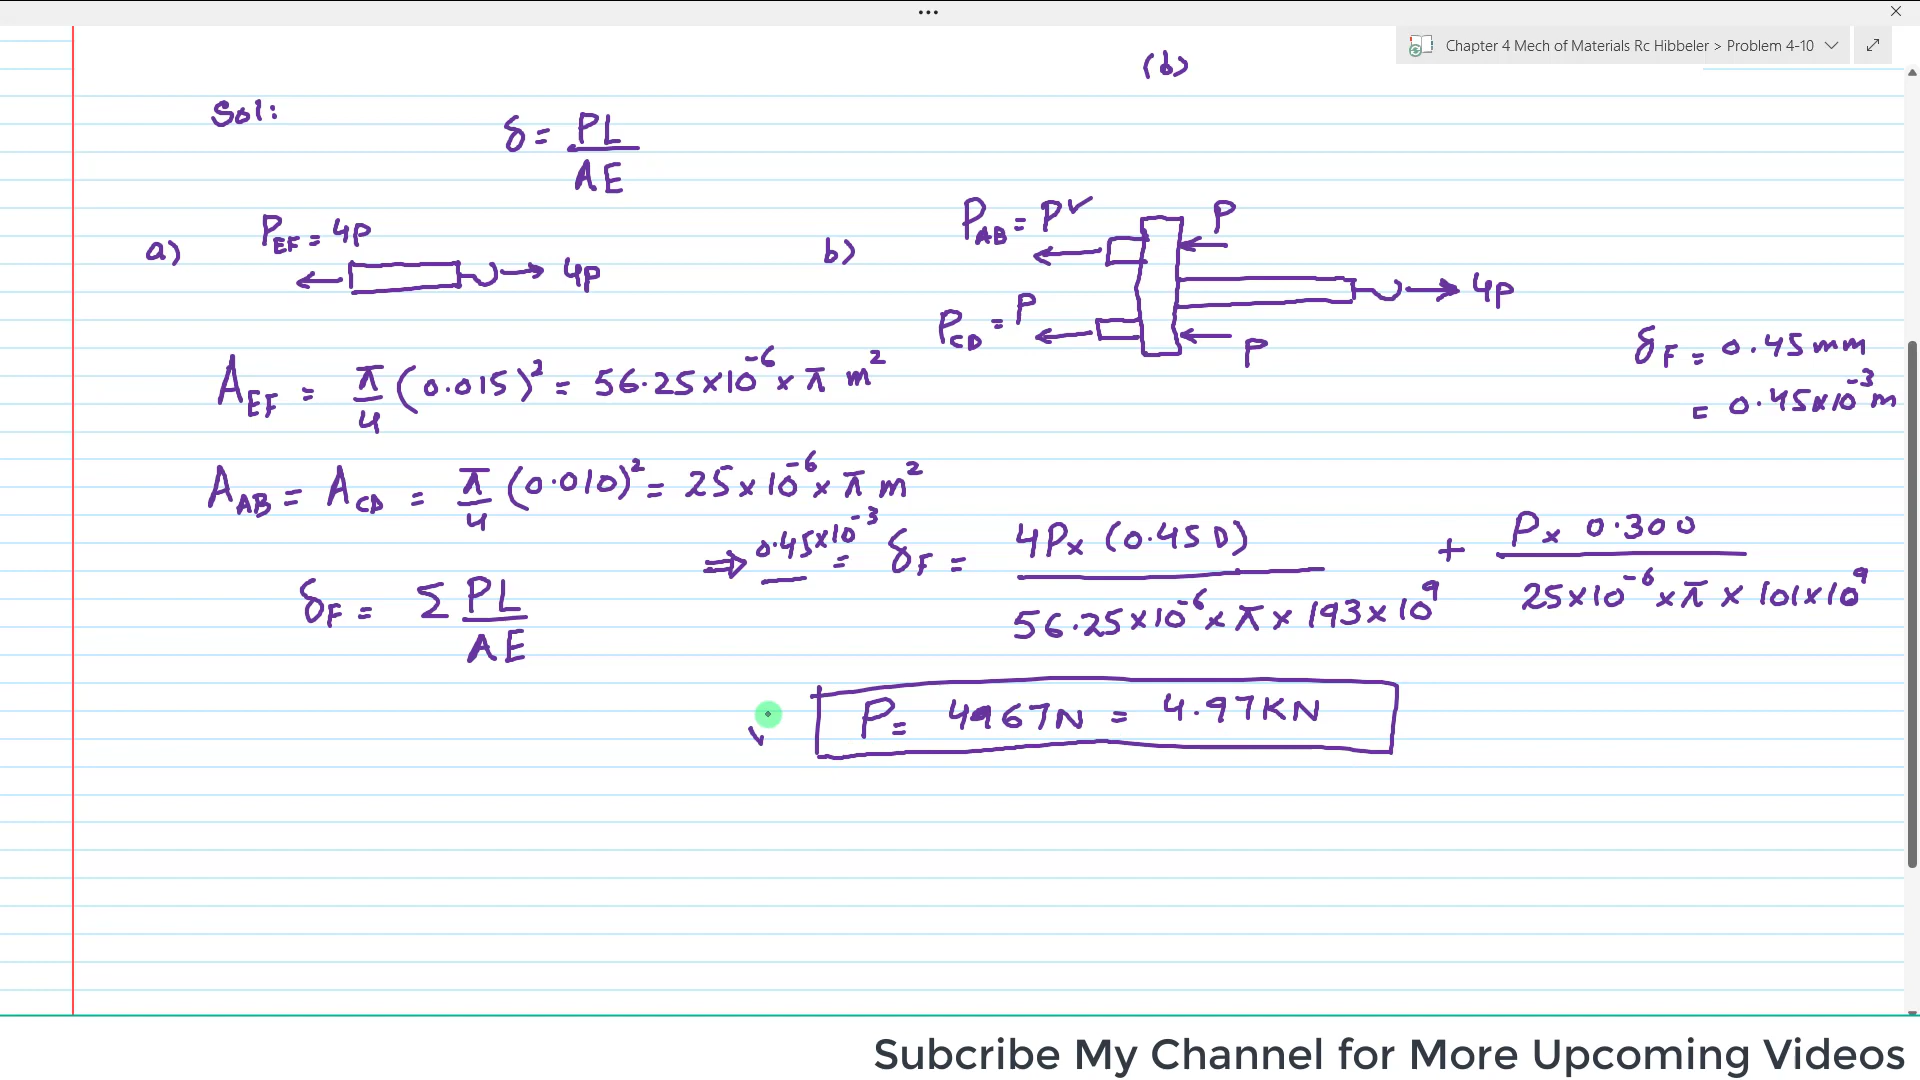 Chapter 4 Mech of Materials Rc Hibbeler > Problem 4-10
(b)
Sol:
δ = PL / AE
a) P_EF = 4P
4P
b) P_AB = P ✓
P
4P
P_CD = P
P
δ_F = 0.45 mm
= 0.45×10^-3 m
A_EF = π/4 (0.015)^2 = 56.25×10^-6 × π m^2
A_AB = A_CD = π/4 (0.010)^2 = 25×10^-6 × π m^2
δ_F = Σ PL / AE
⇒ 0.45×10^-3 = δ_F = 4P×(0.450) / 56.25×10^-6×π×193×10^9 + P×0.300 / 25×10^-6×π×101×10^9
P = 4967N = 4.97KN
Subcribe My Channel for More Upcoming Videos